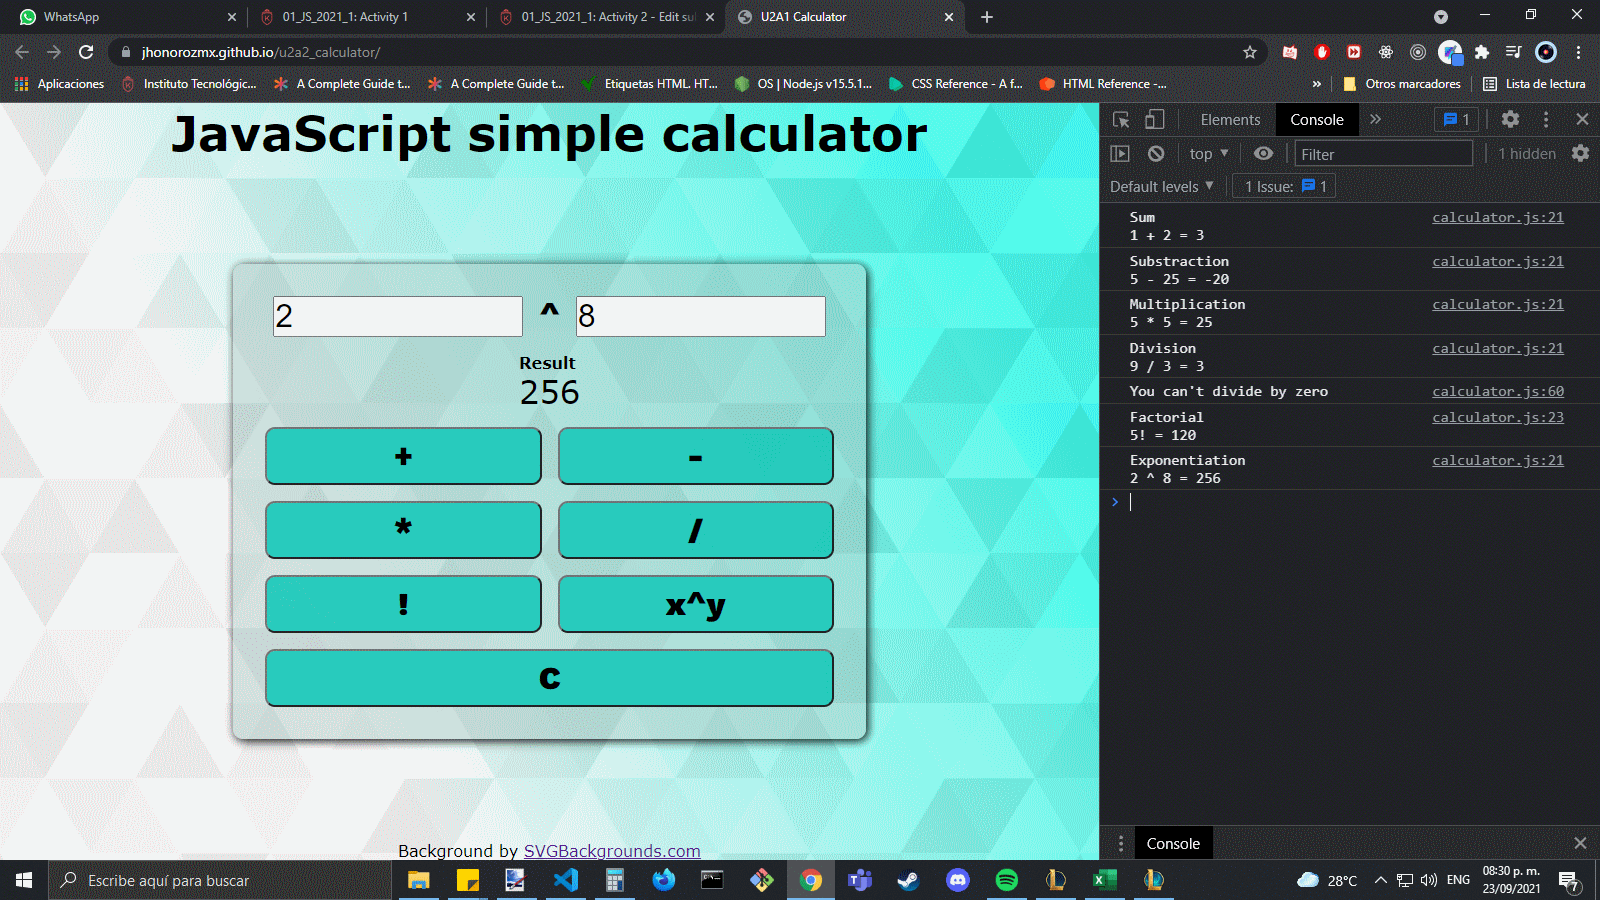 WhatsApp
01_JS_2021_1: Activity 1
01_JS_2021_1: Activity 2 - Edit su
U2A1 Calculator
jhonorozmx.github.io/u2a2_calculator/
Aplicaciones
Instituto Tecnológic...
A Complete Guide t...
A Complete Guide t...
Etiquetas HTML. HT...
OS | Node.js v15.5.1...
CSS Reference - A f...
HTML Reference -...
»
Otros marcadores
Lista de lectura
JavaScript simple calculator
2 ^ 8
Result
256
+
-
*
/
!
x^y
C
Background by SVGBackgrounds.com
Elements
Console
»
1
top
Filter
1 hidden
Default levels
1 Issue: 1
Sum calculator.js:21
1 + 2 = 3
Substraction calculator.js:21
5 - 25 = -20
Multiplication calculator.js:21
5 * 5 = 25
Division calculator.js:21
9 / 3 = 3
You can't divide by zero calculator.js:60
Factorial calculator.js:23
5! = 120
Exponentiation calculator.js:21
2 ^ 8 = 256
Console
Escribe aquí para buscar
28°C
ENG
08:30 p. m.
23/09/2021
7